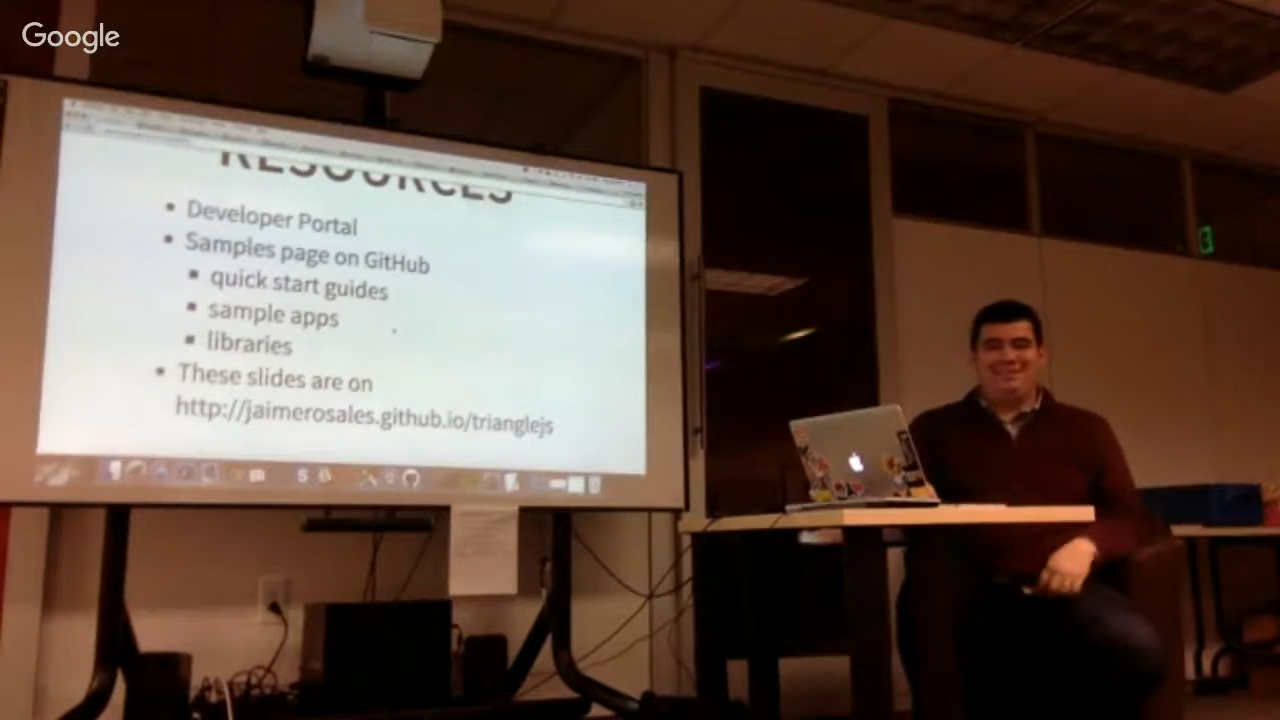 Google
RESOURCES
• Developer Portal
• Samples page on GitHub
▪ quick start guides
▪ sample apps
▪ libraries
• These slides are on
http://jaimerosales.github.io/trianglejs